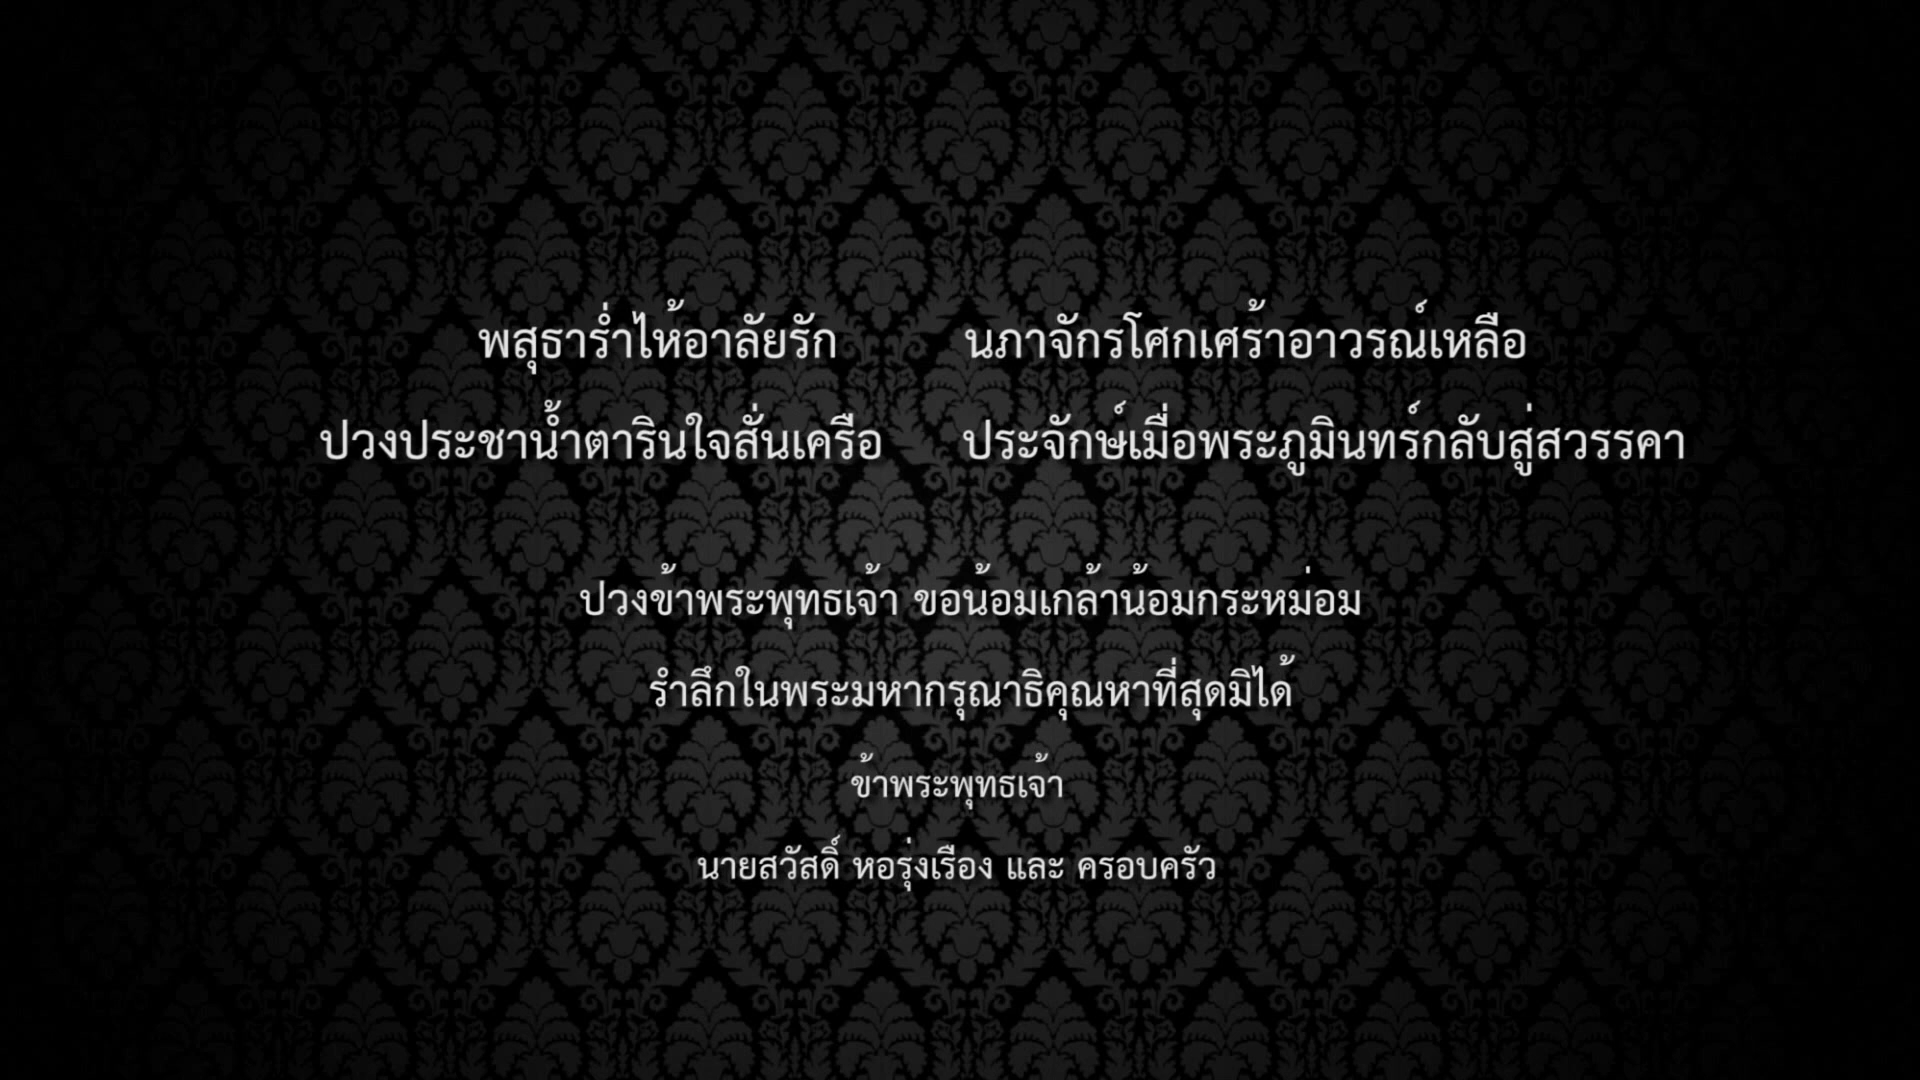 พสุธาร่ำไห้อาลัยรัก นภาจักรโศกเศร้าอาวรณ์เหลือ
ปวงประชาน้ำตารินใจสั่นเครือ ประจักษ์เมื่อพระภูมินทร์กลับสู่สวรรคา
ปวงข้าพระพุทธเจ้า ขอน้อมเกล้าน้อมกระหม่อม
รำลึกในพระมหากรุณาธิคุณหาที่สุดมิได้
ข้าพระพุทธเจ้า
นายสวัสดิ์ หอรุ่งเรือง และ ครอบครัว